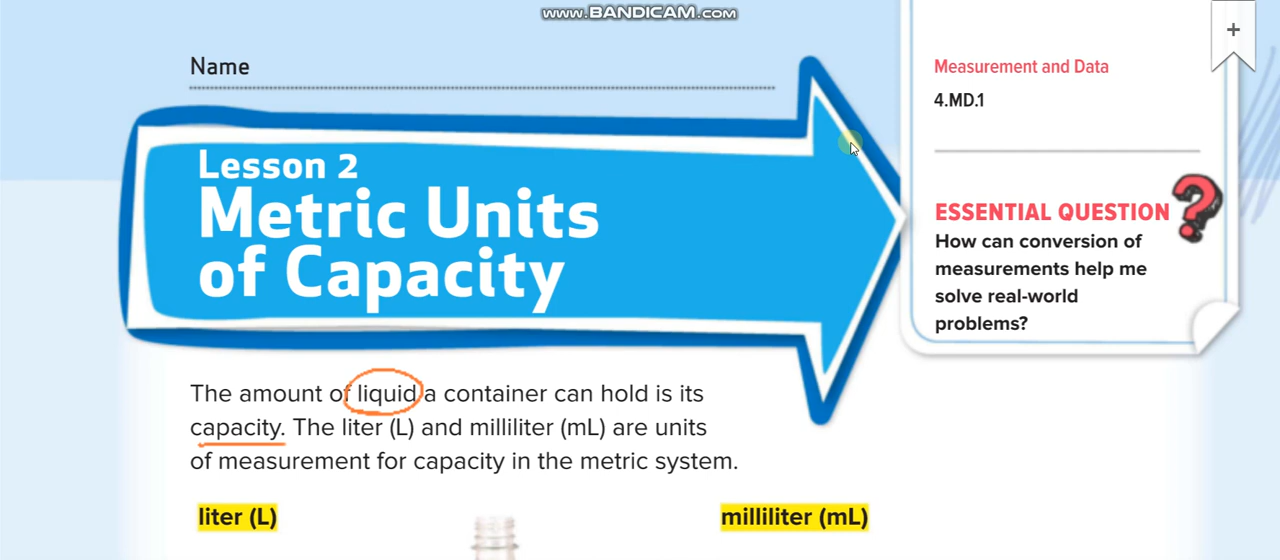 www.BANDICAM.com
Name
Lesson 2
Metric Units
of Capacity
Measurement and Data
4.MD.1
ESSENTIAL QUESTION
How can conversion of
measurements help me
solve real-world
problems?
The amount of liquid a container can hold is its
capacity. The liter (L) and milliliter (mL) are units
of measurement for capacity in the metric system.
liter (L)
milliliter (mL)